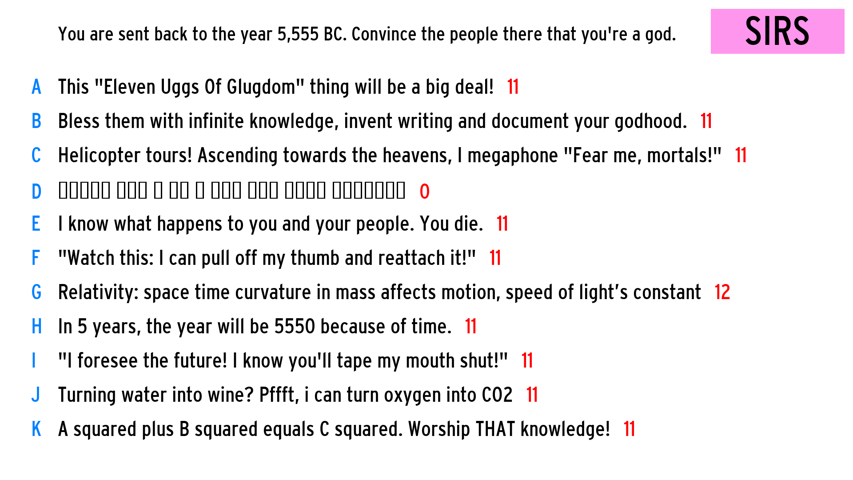 You are sent back to the year 5,555 BC. Convince the people there that you're a god.
SIRS
A This "Eleven Uggs Of Glugdom" thing will be a big deal! 11
B Bless them with infinite knowledge, invent writing and document your godhood. 11
C Helicopter tours! Ascending towards the heavens, I megaphone "Fear me, mortals!" 11
D 0
E I know what happens to you and your people. You die. 11
F "Watch this: I can pull off my thumb and reattach it!" 11
G Relativity: space time curvature in mass affects motion, speed of light’s constant 12
H In 5 years, the year will be 5550 because of time. 11
I "I foresee the future! I know you'll tape my mouth shut!" 11
J Turning water into wine? Pffft, i can turn oxygen into CO2 11
K A squared plus B squared equals C squared. Worship THAT knowledge! 11